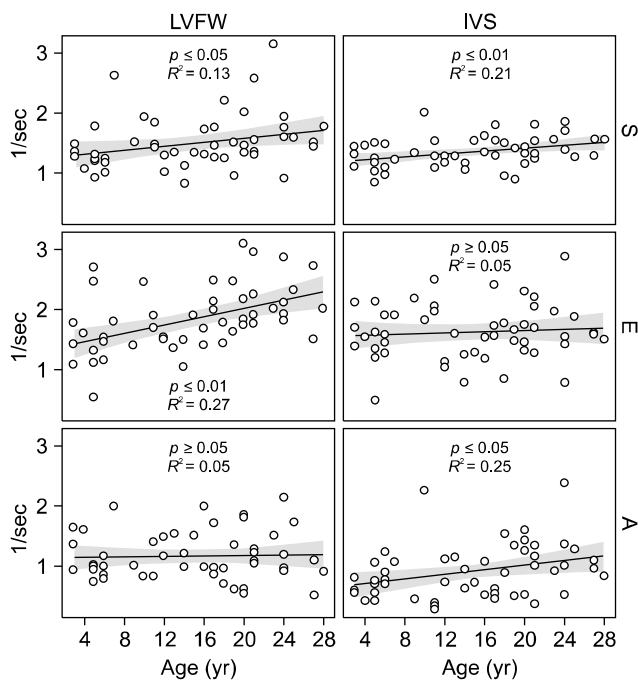 LVFW
IVS
3
2
1
1/sec
p ≤ 0.05
R² = 0.13
p ≤ 0.01
R² = 0.21
S
3
2
1
1/sec
p ≤ 0.01
R² = 0.27
p ≥ 0.05
R² = 0.05
E
3
2
1
1/sec
p ≥ 0.05
R² = 0.05
p ≤ 0.05
R² = 0.25
A
4 8 12 16 20 24 28
4 8 12 16 20 24 28
Age (yr)
Age (yr)